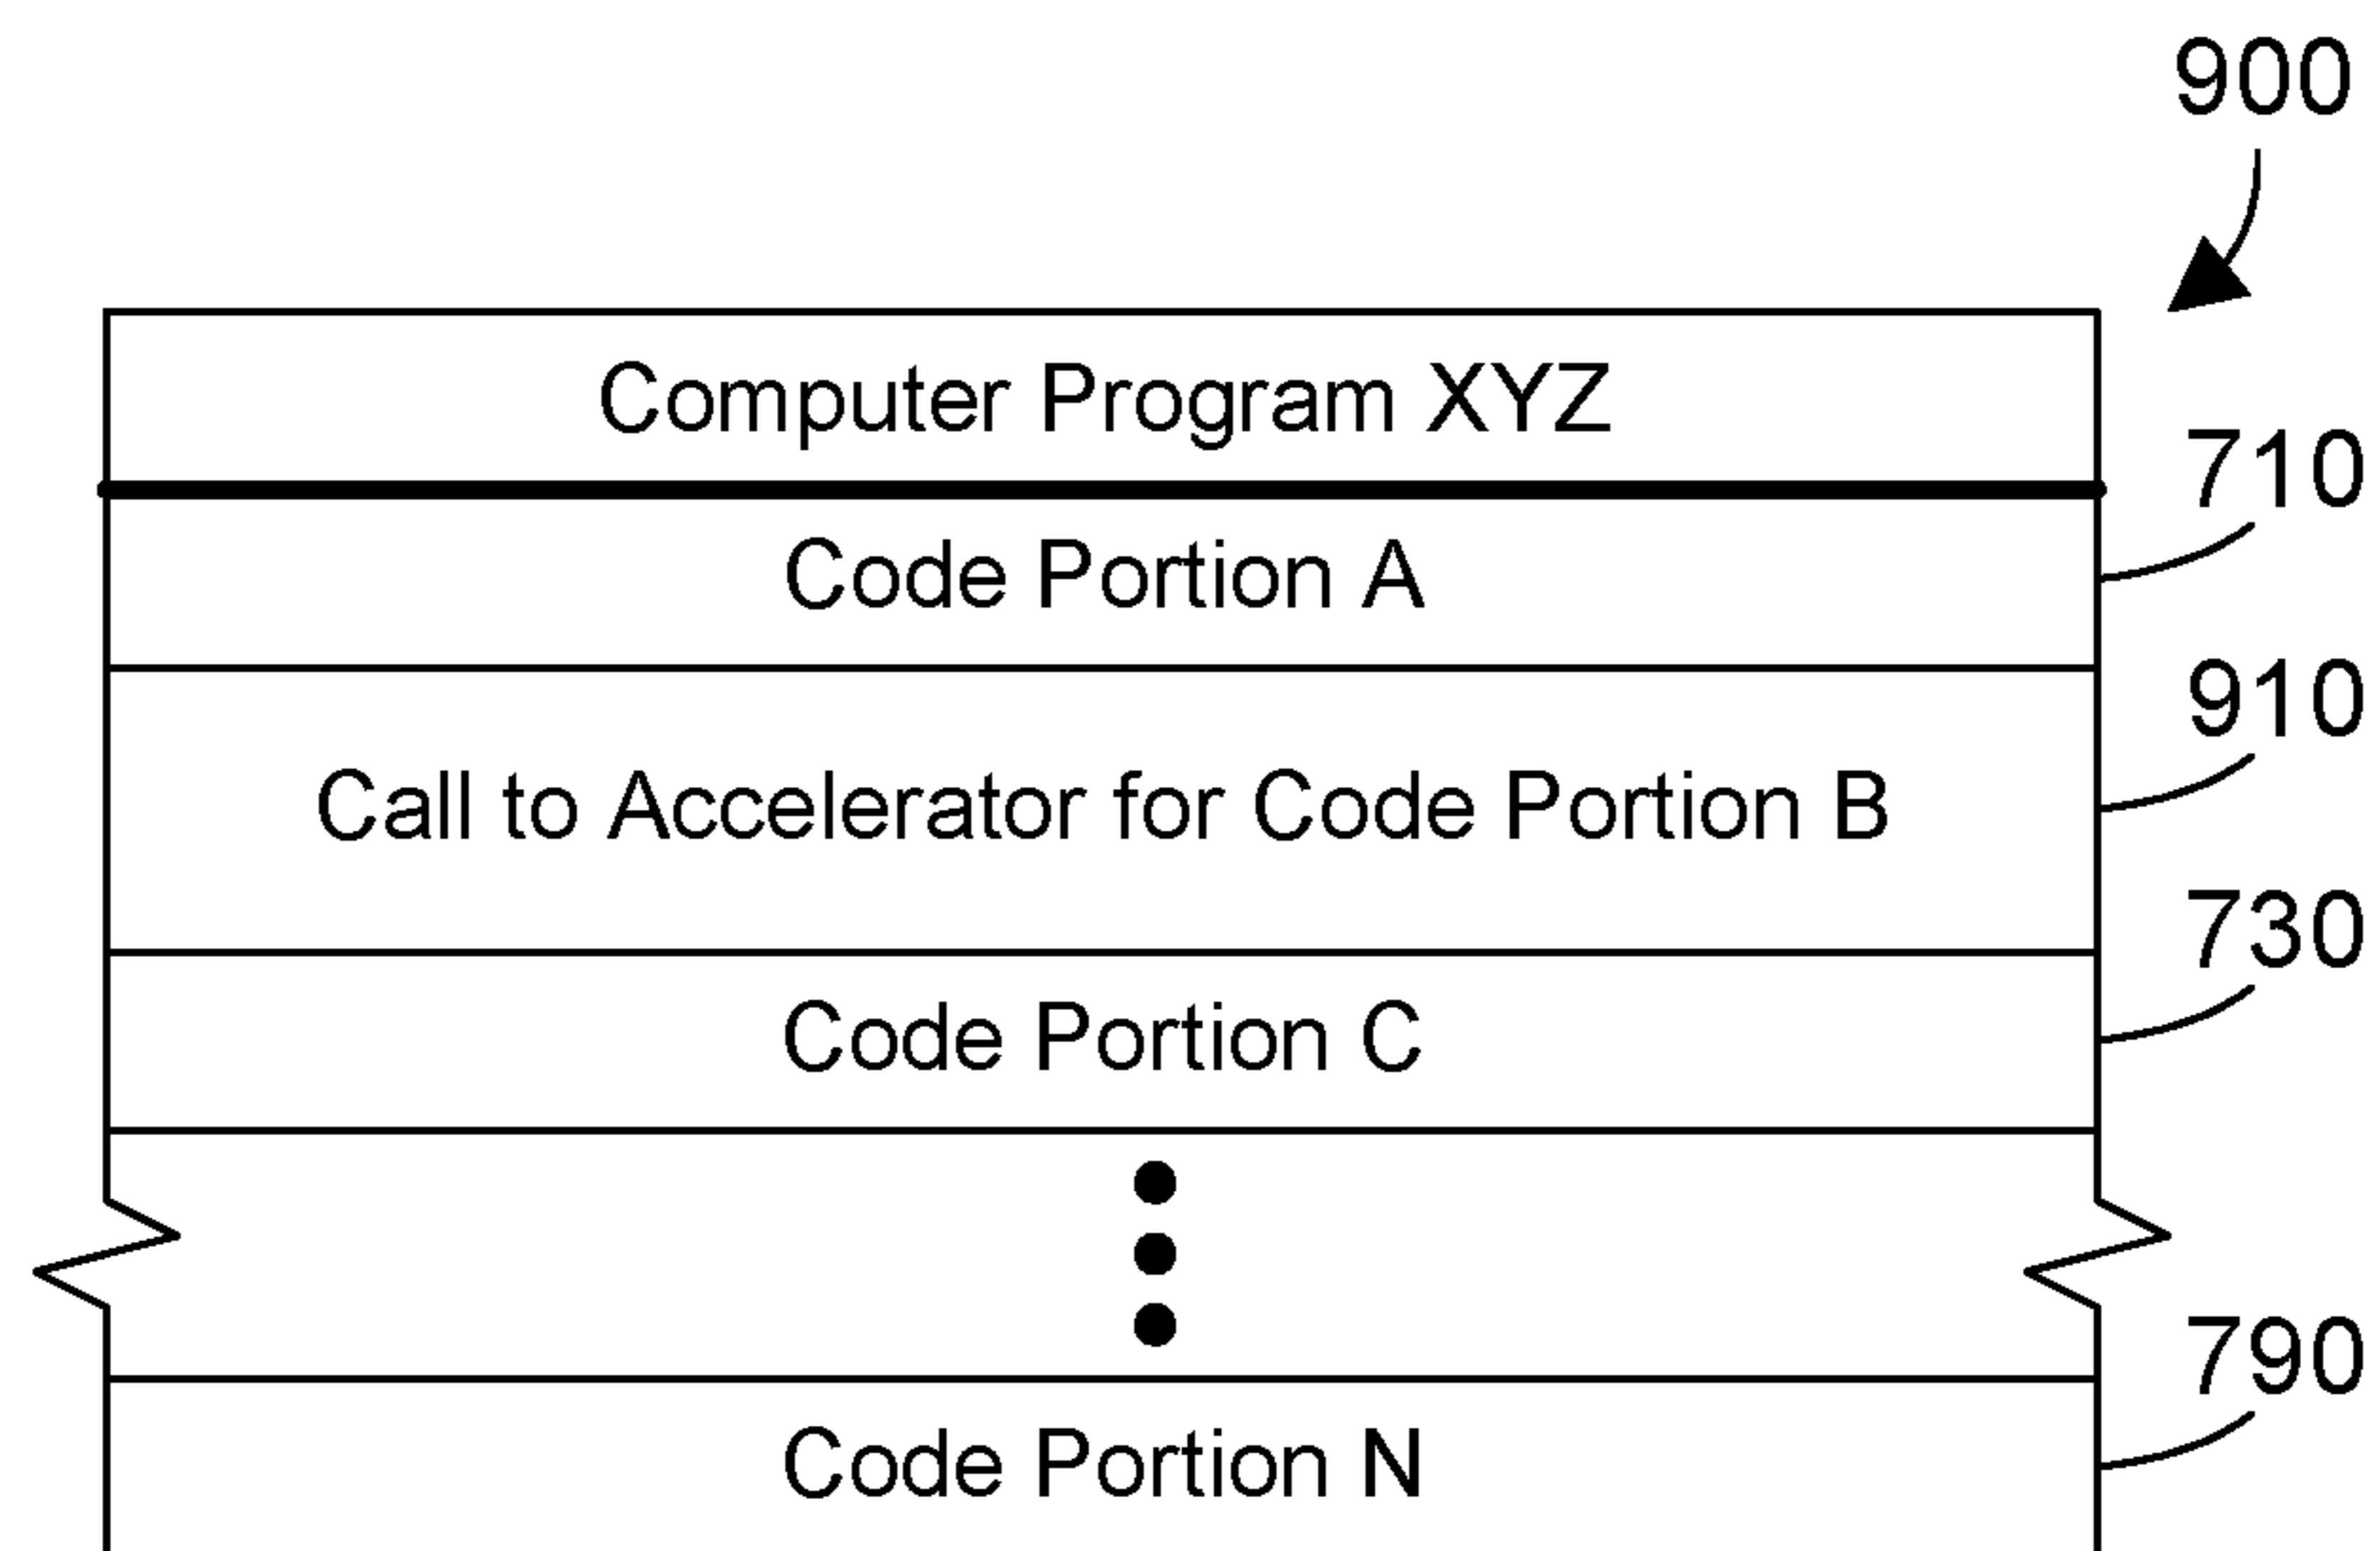 900
Computer Program XYZ
710
Code Portion A
910
Call to Accelerator for Code Portion B
730
Code Portion C
790
Code Portion N